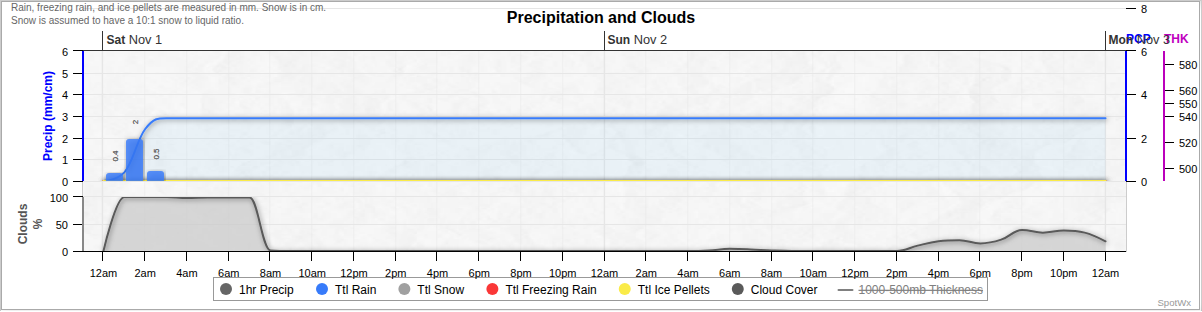 Rain, freezing rain, and ice pellets are measured in mm. Snow is in cm.
Snow is assumed to have a 10:1 snow to liquid ratio.
Precipitation and Clouds
Sat Nov 1
Sun Nov 2
Mon Nov 3
PCP
THK
Precip (mm/cm)
6
5
4
3
2
1
0
0.4
2
0.5
8
6
4
2
0
580
560
550
540
520
500
Clouds
%
100
50
0
12am 2am 4am 6am 8am 10am 12pm 2pm 4pm 6pm 8pm 10pm 12am 2am 4am 6am 8am 10am 12pm 2pm 4pm 6pm 8pm 10pm 12am
1hr Precip Ttl Rain Ttl Snow Ttl Freezing Rain Ttl Ice Pellets Cloud Cover 1000-500mb Thickness
SpotWx